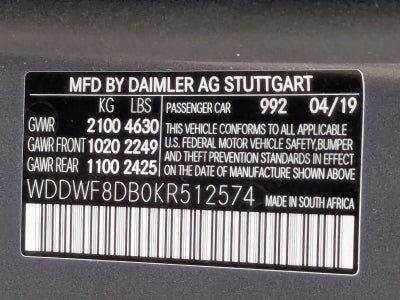 MFD BY DAIMLER AG STUTTGART
KG LBS PASSENGER CAR 992 04/19
GVWR 2100 4630 THIS VEHICLE CONFORMS TO ALL APPLICABLE
GAWR FRONT 1020 2249 U.S. FEDERAL MOTOR VEHICLE SAFETY, BUMPER
GAWR REAR 1100 2425 AND THEFT PREVENTION STANDARDS IN EFFECT
ON THE DATE OF MANUFACTURE SHOWN ABOVE.
WDDWF8DB0KR512574 MADE IN SOUTH AFRICA